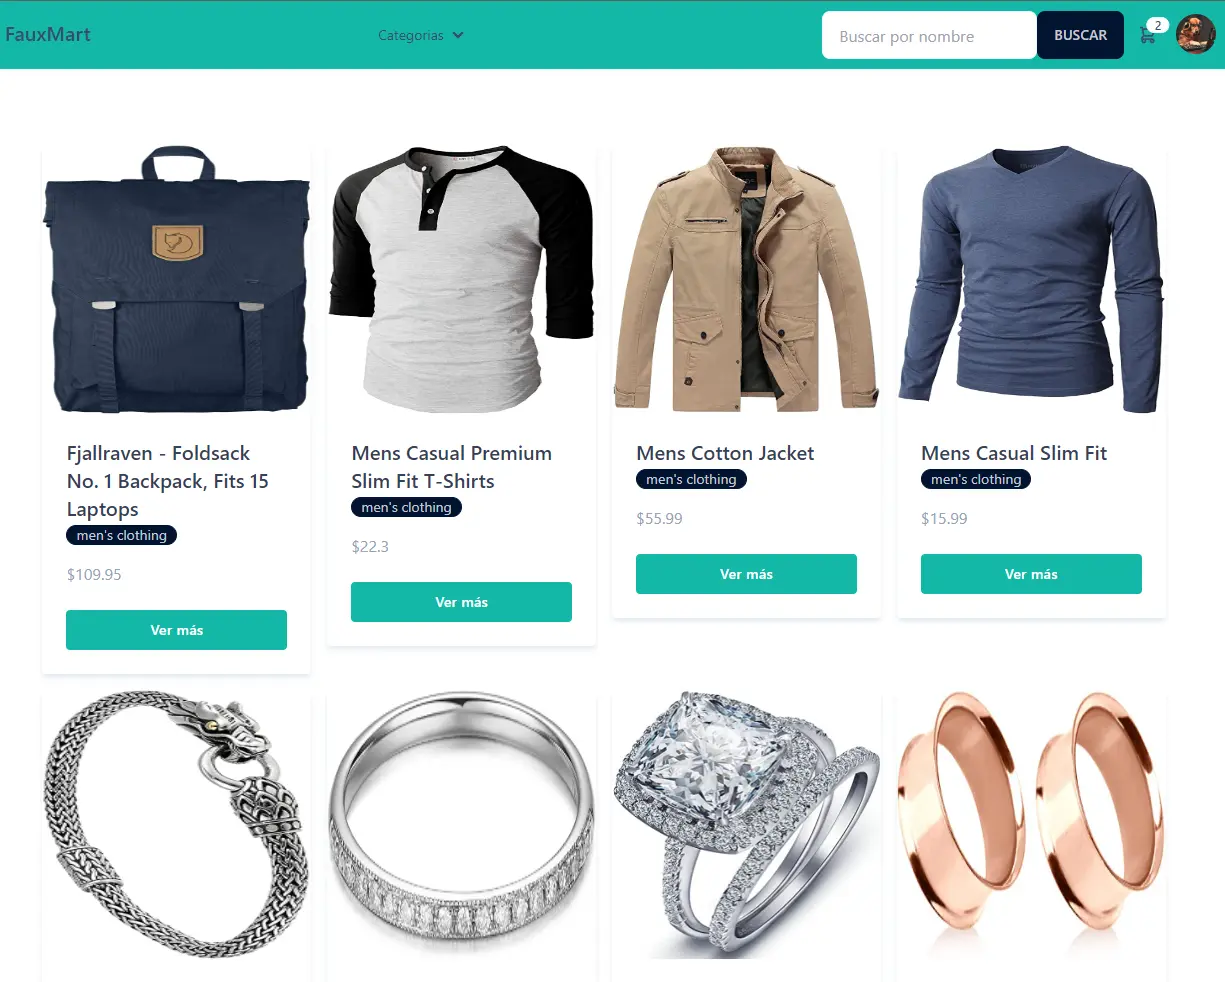 FauxMart
Categorias
Buscar por nombre
BUSCAR
2
Fjallraven - Foldsack
No. 1 Backpack, Fits 15
Laptops
men's clothing
$109.95
Ver más
Mens Casual Premium
Slim Fit T-Shirts
men's clothing
$22.3
Ver más
Mens Cotton Jacket
men's clothing
$55.99
Ver más
Mens Casual Slim Fit
men's clothing
$15.99
Ver más